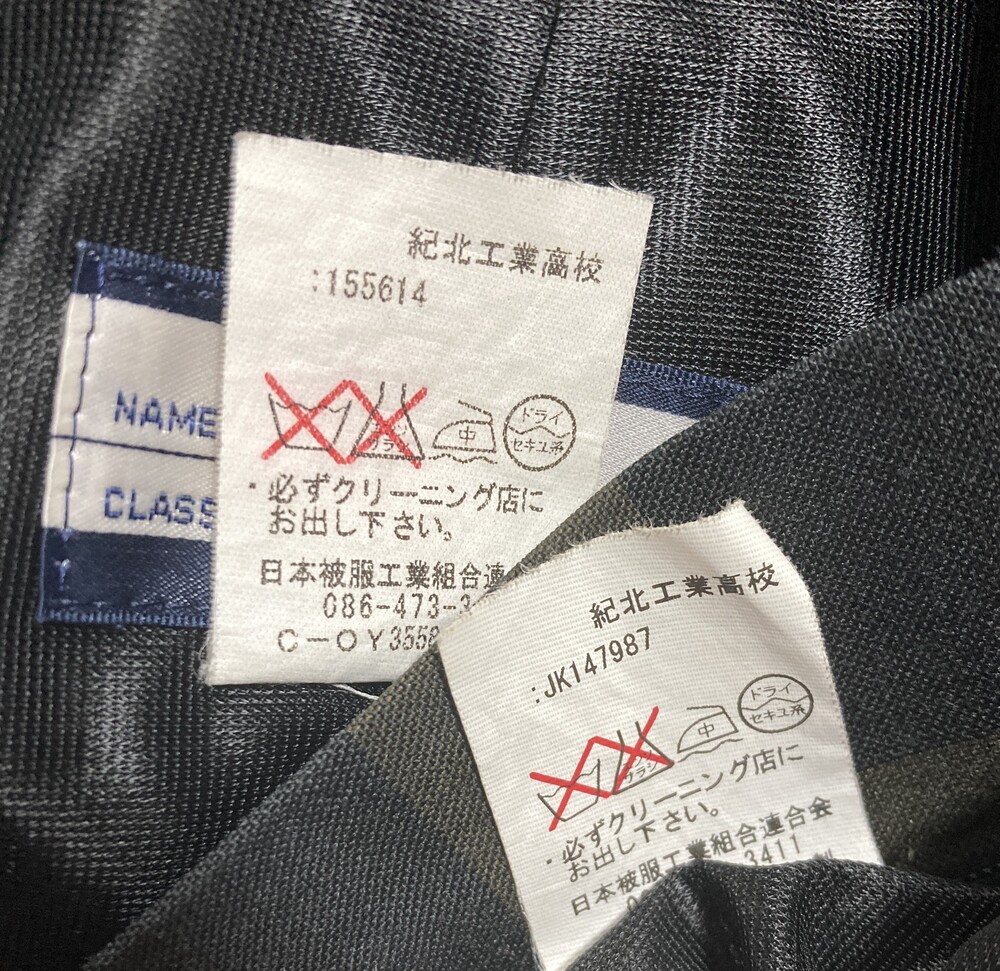 紀北工業高校
:155614
NAME
CLASS
中
ドライ
セキユ系
・必ずクリーニング店に
お出し下さい。
日本被服工業組合連
086-473-3
C-OY355
紀北工業高校
:JK147987
中
ドライ
セキユ系
・必ずクリーニング店に
お出し下さい。
日本被服工業組合連合会
3411